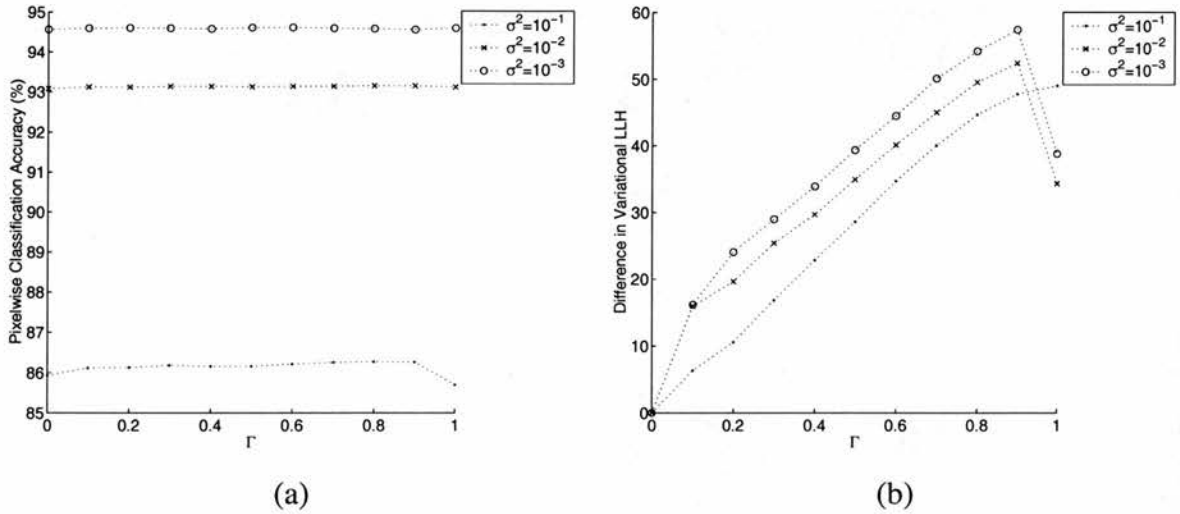 95
94
93
92
91
90
89
88
87
86
85
0
0.2
0.4
0.6
0.8
1
Γ
Pixelwise Classification Accuracy (%)
σ²=10⁻¹
σ²=10⁻²
σ²=10⁻³
(a)
60
50
40
30
20
10
0
0
0.2
0.4
0.6
0.8
1
Γ
Difference in Variational LLH
σ²=10⁻¹
σ²=10⁻²
σ²=10⁻³
(b)